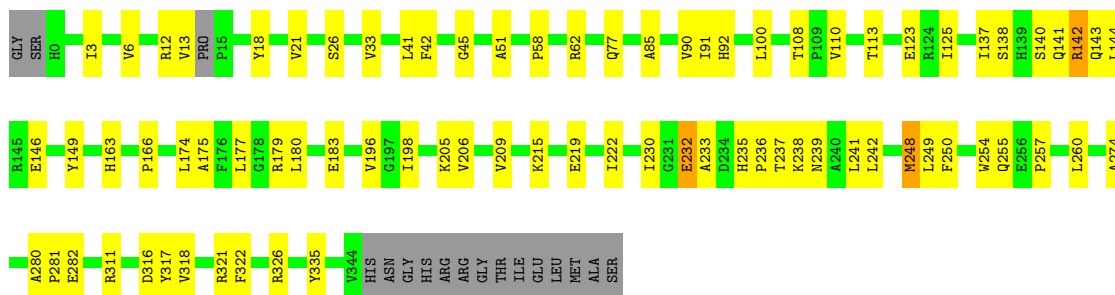 GLY SER H0 I3 V6 R12 V13 PRO P15 Y18 V21 S26 V33 L41 F42 G45 A51 P58 R62 Q77 A85 V90 I91 H92 L100 T108 P109 V110 T113 E123 R124 I125 I137 S138 H139 S140 Q141 R142 Q143 L144
R145 E146 Y149 H163 P166 L174 A175 F176 L177 G178 R179 L180 E183 V196 G197 I198 K205 V206 V209 K215 E219 I222 I230 G231 E232 A233 D234 H235 P236 T237 K238 N239 A240 L241 L242 M248 L249 F250 W254 Q255 E256 P257 L260 A274
A280 P281 E282 R311 D316 Y317 V318 R321 F322 R326 Y335 V344 HIS ASN GLY HIS ARG ARG GLY THR ILE GLU LEU MET ALA SER